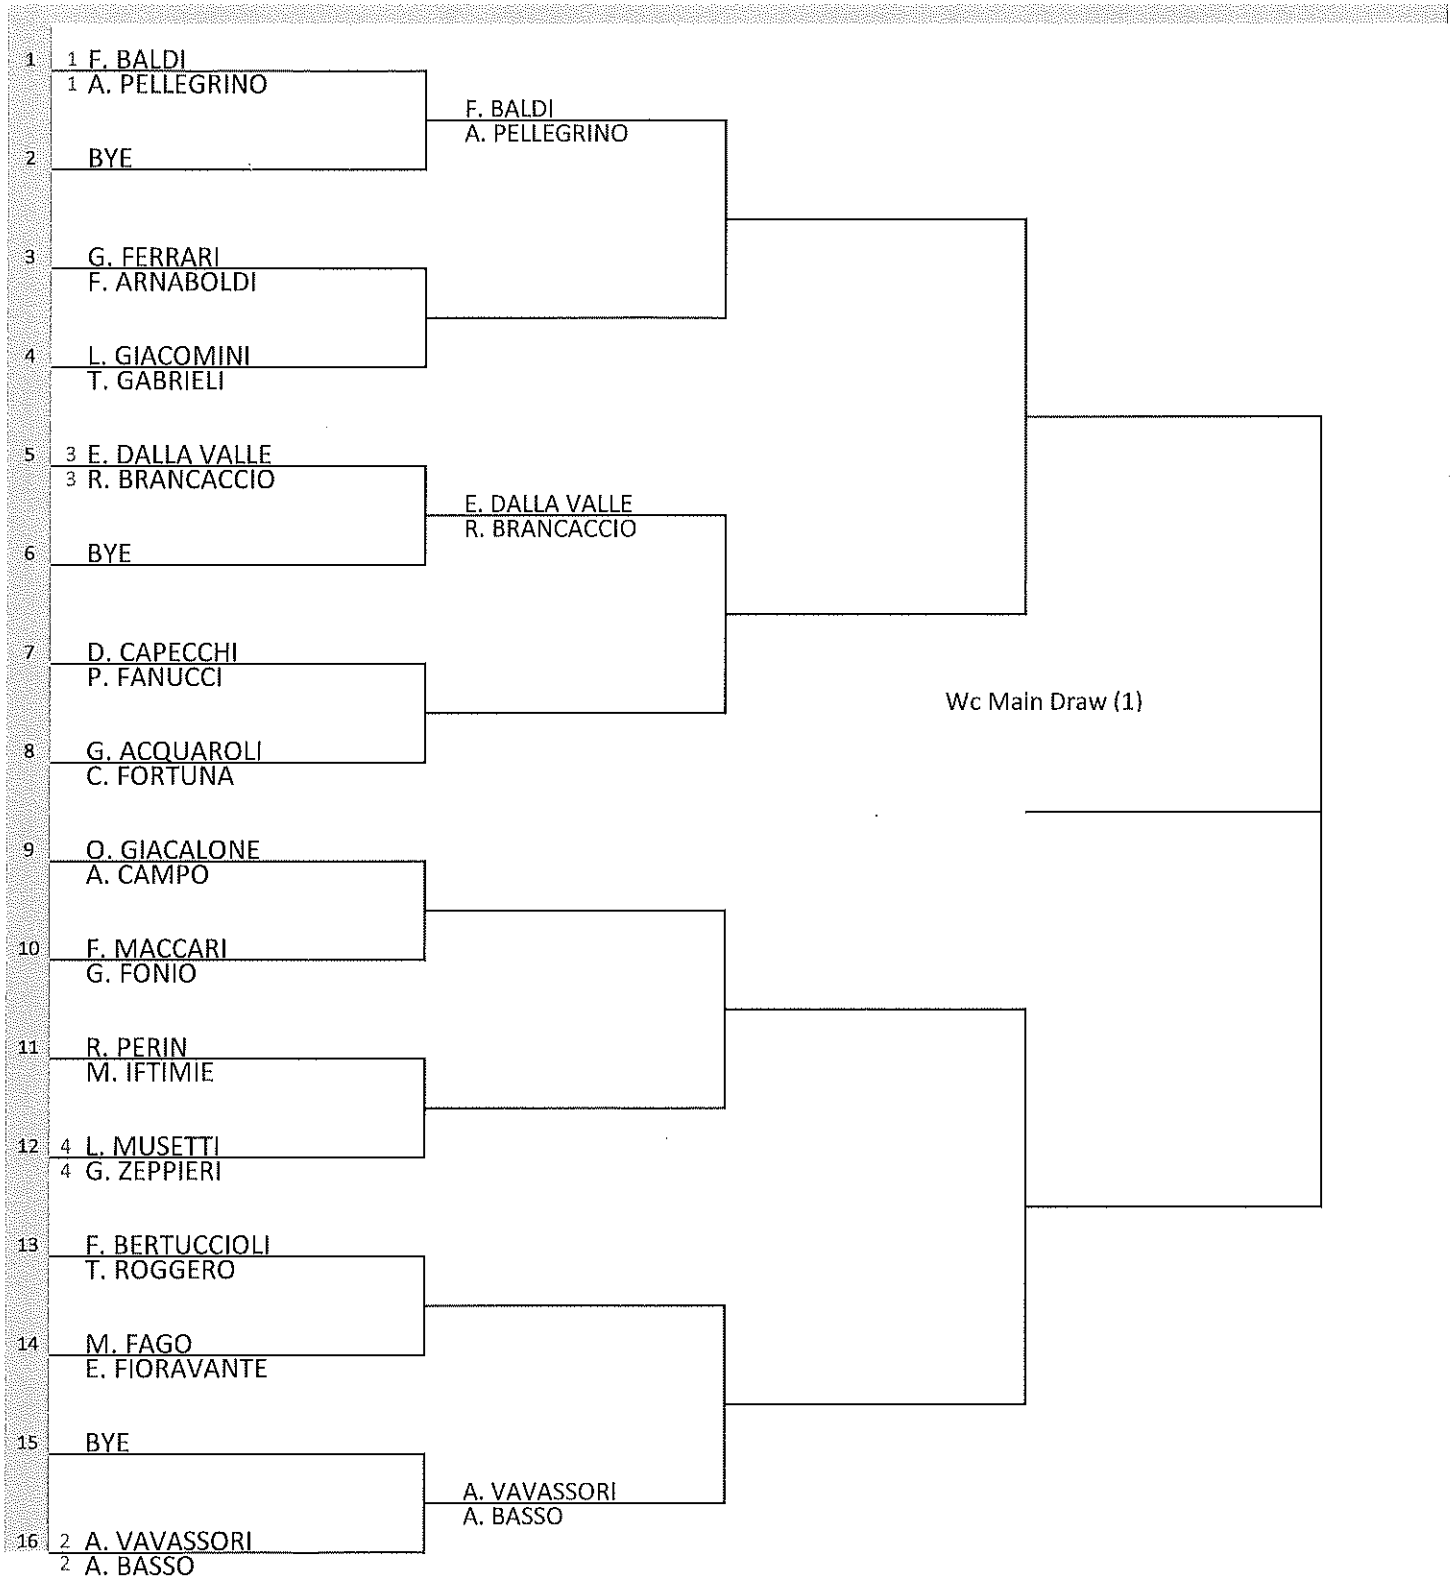 1 1 F. BALDI
1 A. PELLEGRINO
F. BALDI
A. PELLEGRINO
2 BYE
3 G. FERRARI
F. ARNABOLDI
4 L. GIACOMINI
T. GABRIELI
5 3 E. DALLA VALLE
3 R. BRANCACCIO
E. DALLA VALLE
R. BRANCACCIO
6 BYE
7 D. CAPECCHI
P. FANUCCI
Wc Main Draw (1)
8 G. ACQUAROLI
C. FORTUNA
9 O. GIACALONE
A. CAMPO
10 F. MACCARI
G. FONIO
11 R. PERIN
M. IFTIMIE
12 4 L. MUSETTI
4 G. ZEPPIERI
13 F. BERTUCCIOLI
T. ROGGERO
14 M. FAGO
E. FIORAVANTE
15 BYE
A. VAVASSORI
A. BASSO
16 2 A. VAVASSORI
2 A. BASSO